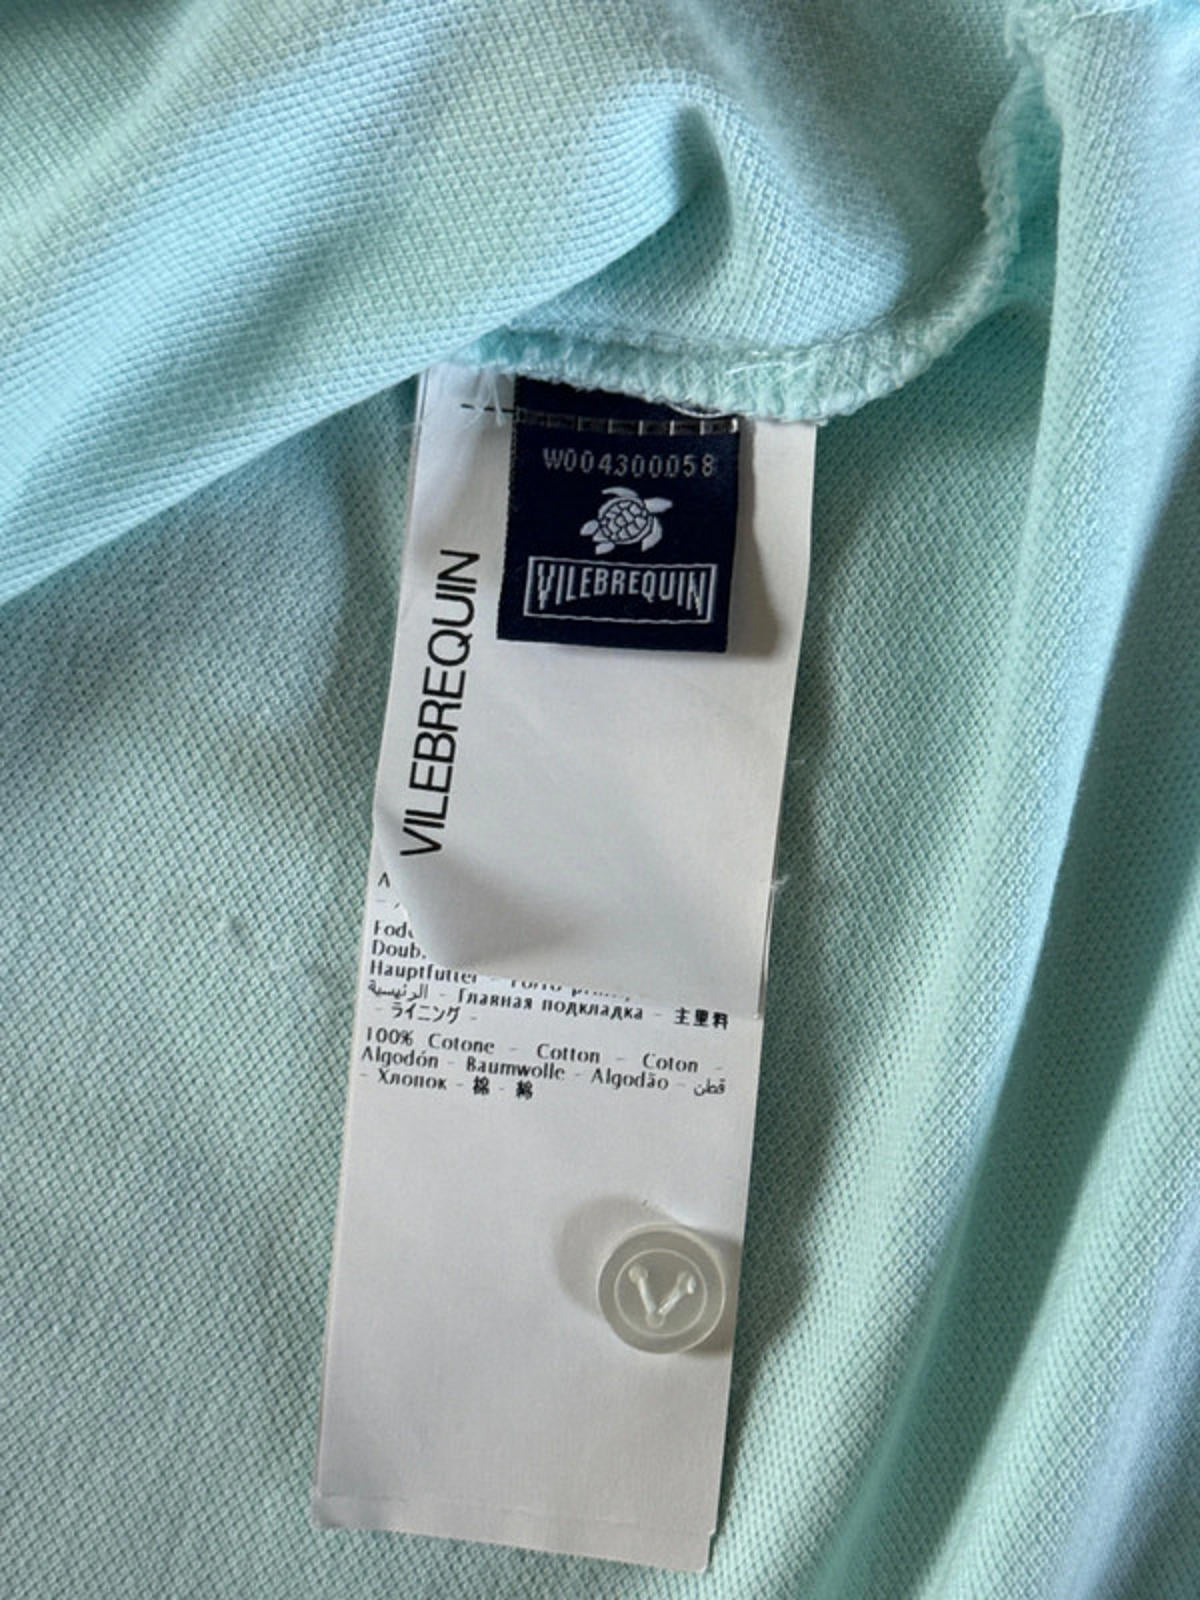 W004300058
VILEBREQUIN
VILEBREQUIN
Hauptfutter -
الرئيسية - Главная подкладка - 主里料
- ライニング -
100% Cotone - Cotton - Coton -
Algodón - Baumwolle - Algodão - قطن
- Хлопок - 棉 - 綿